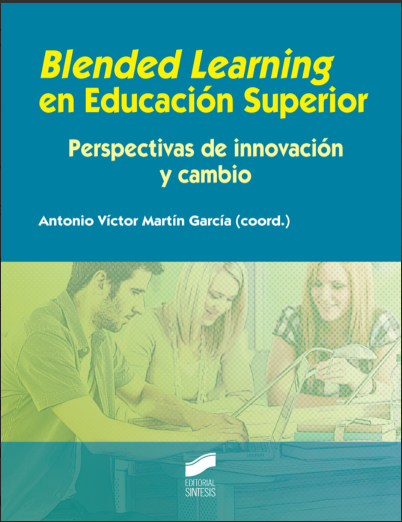 Blended Learning
en Educación Superior
Perspectivas de innovación
y cambio
Antonio Víctor Martín García (coord.)
EDITORIAL
SINTESIS